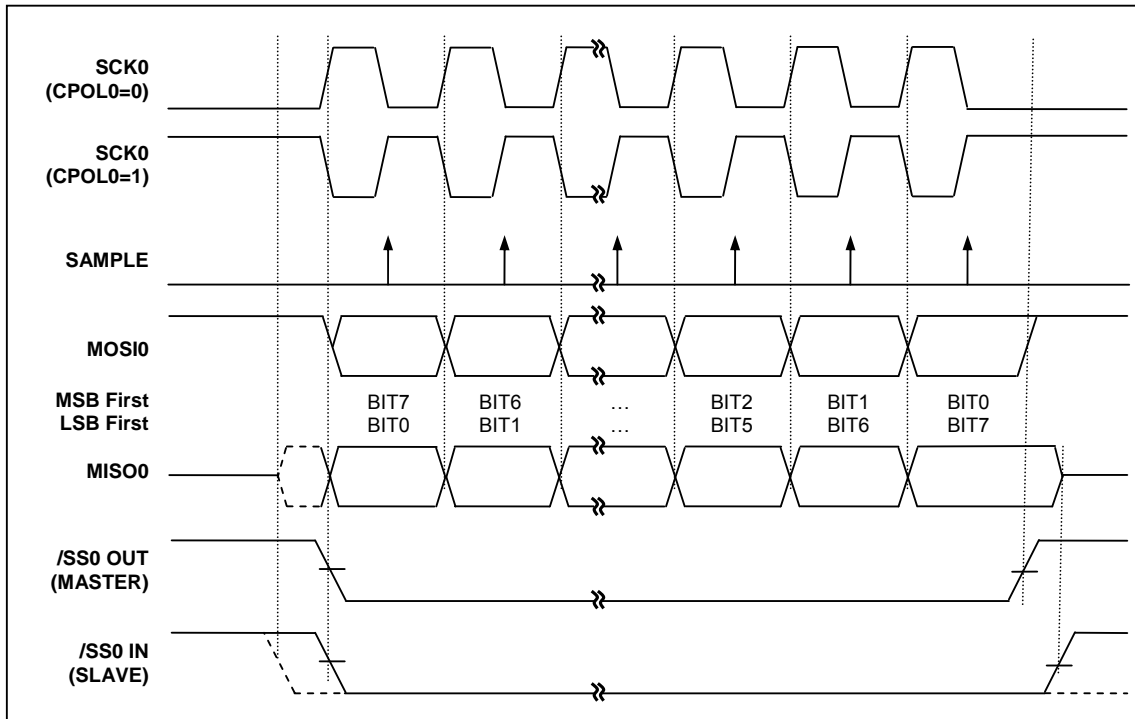 SCK0
(CPOL0=0)
SCK0
(CPOL0=1)
SAMPLE
MOSI0
MSB First BIT7 BIT6 ... BIT2 BIT1 BIT0
LSB First BIT0 BIT1 ... BIT5 BIT6 BIT7
MISO0
/SS0 OUT
(MASTER)
/SS0 IN
(SLAVE)